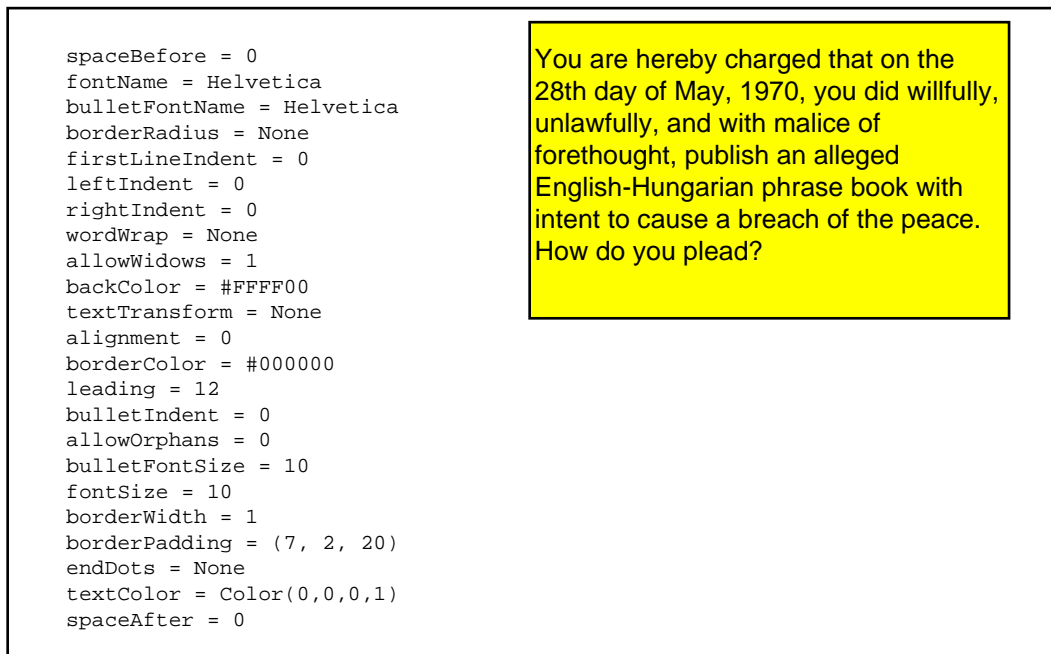 spaceBefore = 0
fontName = Helvetica
bulletFontName = Helvetica
borderRadius = None
firstLineIndent = 0
leftIndent = 0
rightIndent = 0
wordWrap = None
allowWidows = 1
backColor = #FFFF00
textTransform = None
alignment = 0
borderColor = #000000
leading = 12
bulletIndent = 0
allowOrphans = 0
bulletFontSize = 10
fontSize = 10
borderWidth = 1
borderPadding = (7, 2, 20)
endDots = None
textColor = Color(0,0,0,1)
spaceAfter = 0
You are hereby charged that on the
28th day of May, 1970, you did willfully,
unlawfully, and with malice of
forethought, publish an alleged
English-Hungarian phrase book with
intent to cause a breach of the peace.
How do you plead?